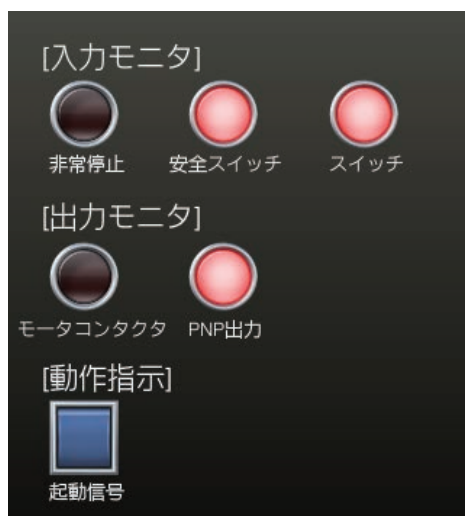 [入力モニタ]
非常停止 安全スイッチ スイッチ
[出力モニタ]
モータコンタクタ PNP出力
[動作指示]
起動信号